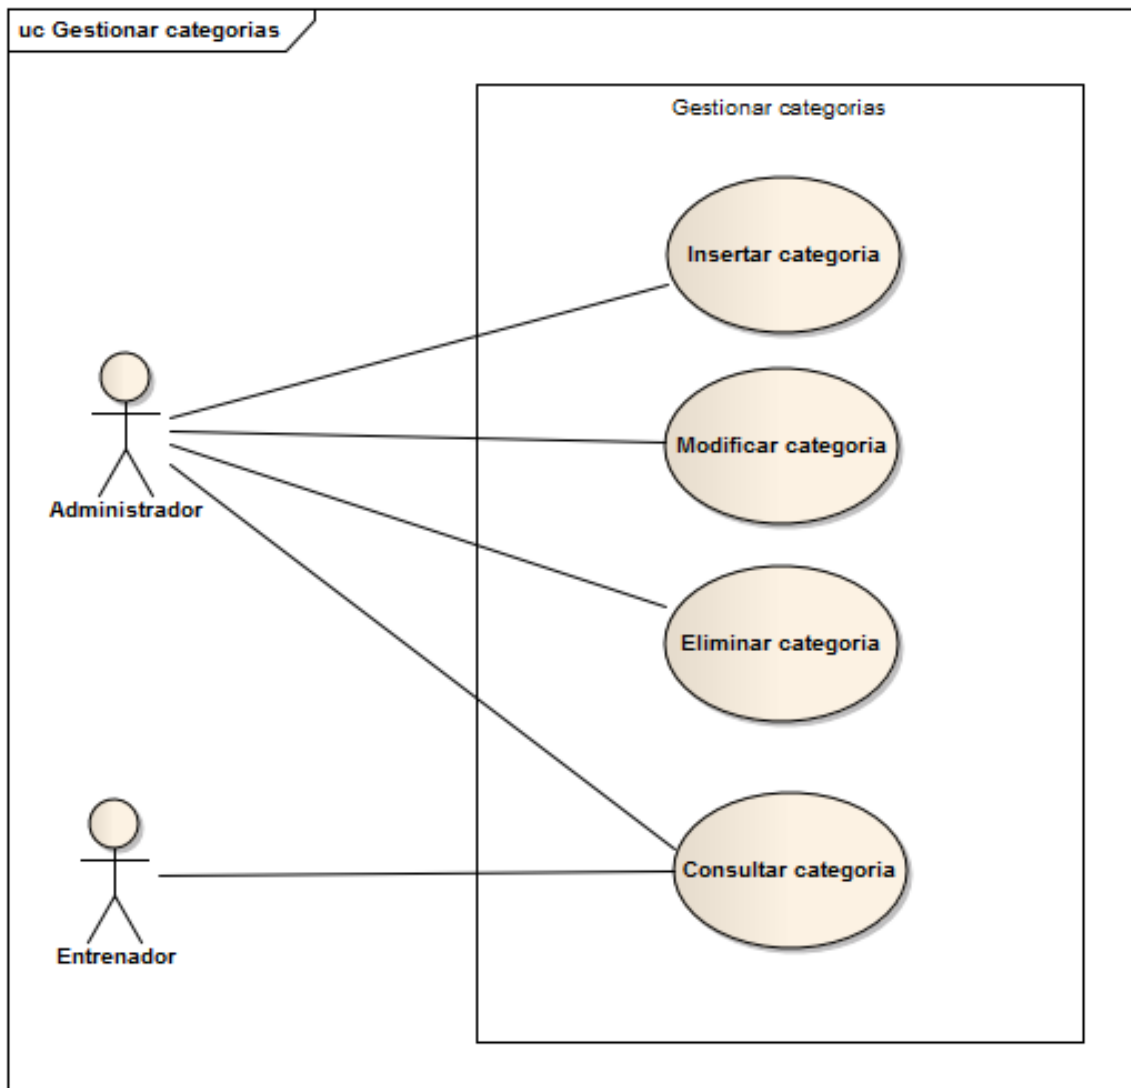 uc Gestionar categorias
Gestionar categorias
Insertar categoria
Modificar categoria
Administrador
Eliminar categoria
Consultar categoria
Entrenador